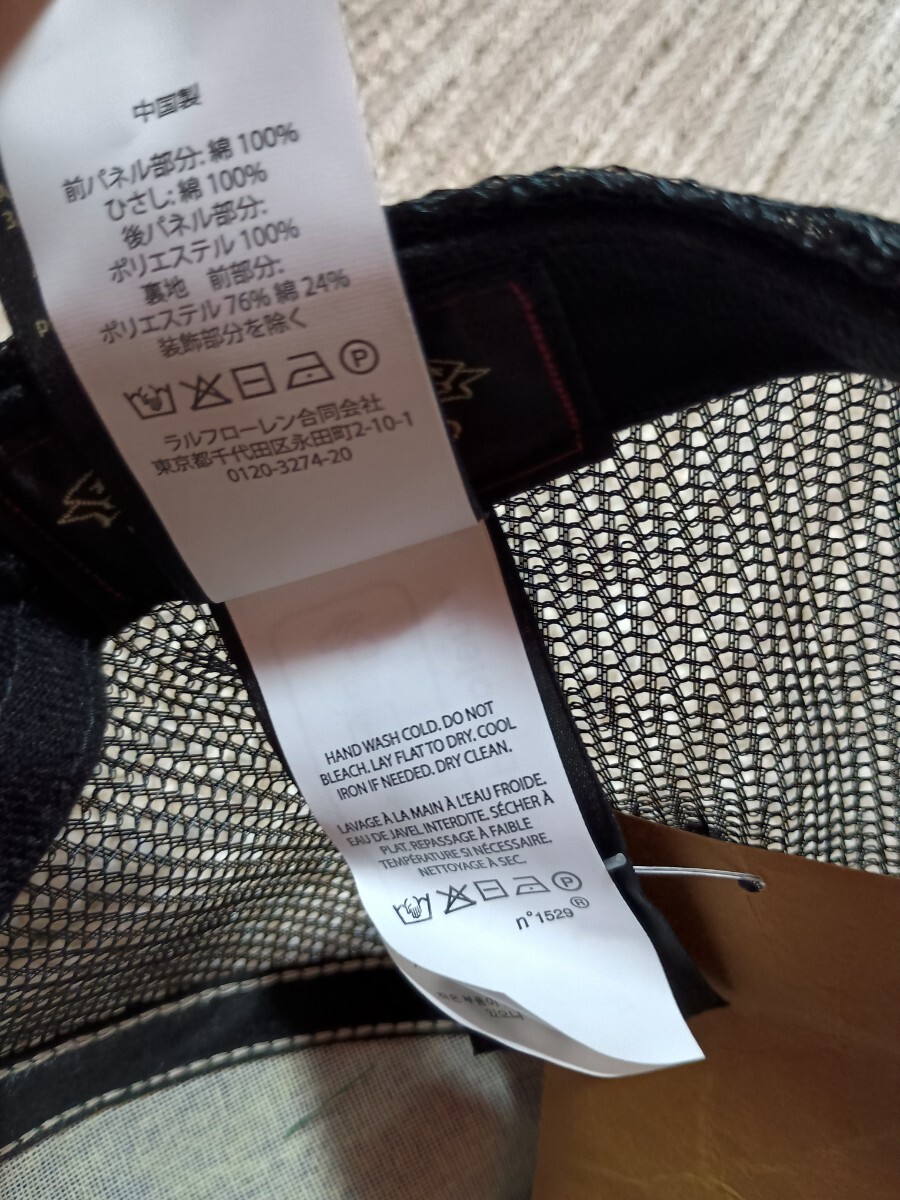 中国製
前パネル部分: 綿 100%
ひさし: 綿 100%
後パネル部分:
ポリエステル 100%
裏地 前部分:
ポリエステル 76% 綿 24%
装飾部分を除く
P
ラルフローレン合同会社
東京都千代田区永田町2-10-1
0120-3274-20
HAND WASH COLD. DO NOT
BLEACH. LAY FLAT TO DRY. COOL
IRON IF NEEDED. DRY CLEAN.
LAVAGE À LA MAIN À L'EAU FROIDE.
EAU DE JAVEL INTERDITE. SÉCHER À
PLAT. REPASSAGE À FAIBLE
TEMPÉRATURE SI NÉCESSAIRE.
NETTOYAGE À SEC.
P
n°1529®